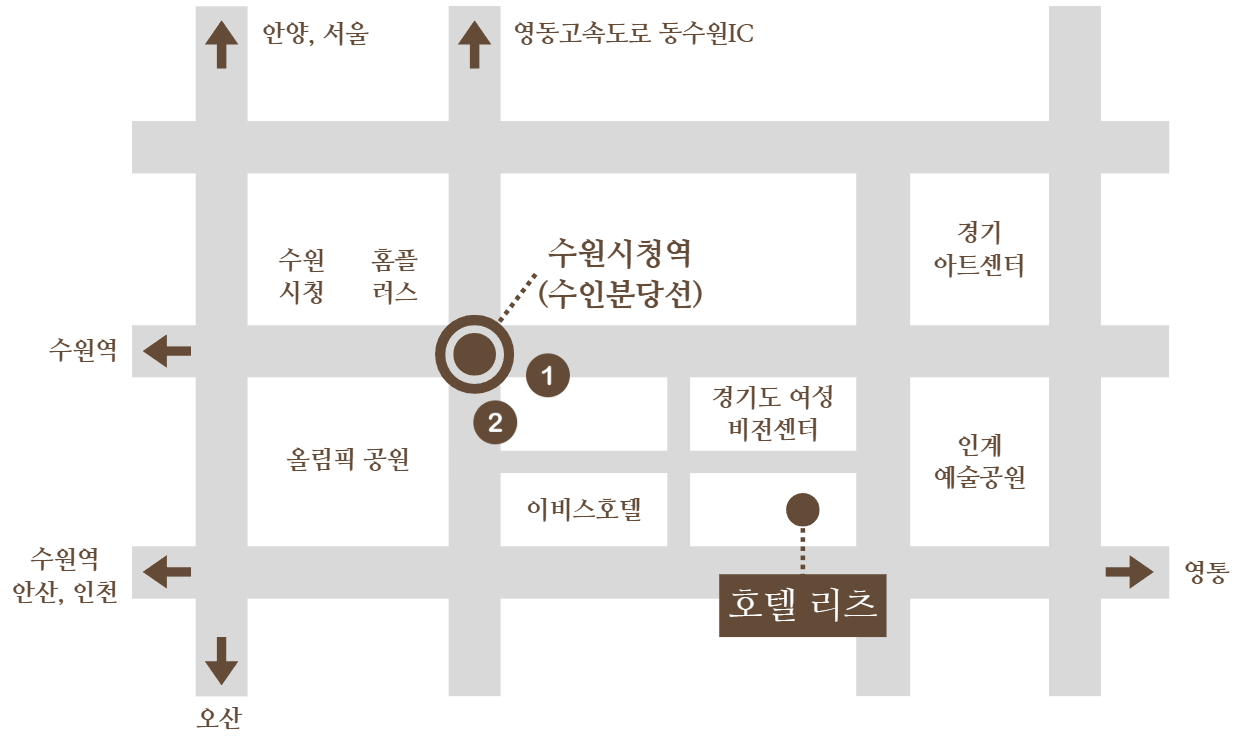 안양, 서울
영동고속도로 동수원IC
수원
시청
홈플
러스
수원시청역
(수인분당선)
경기
아트센터
수원역
1
2
경기도 여성
비전센터
올림픽 공원
인계
예술공원
이비스호텔
수원역
안산, 인천
영통
호텔 리츠
오산